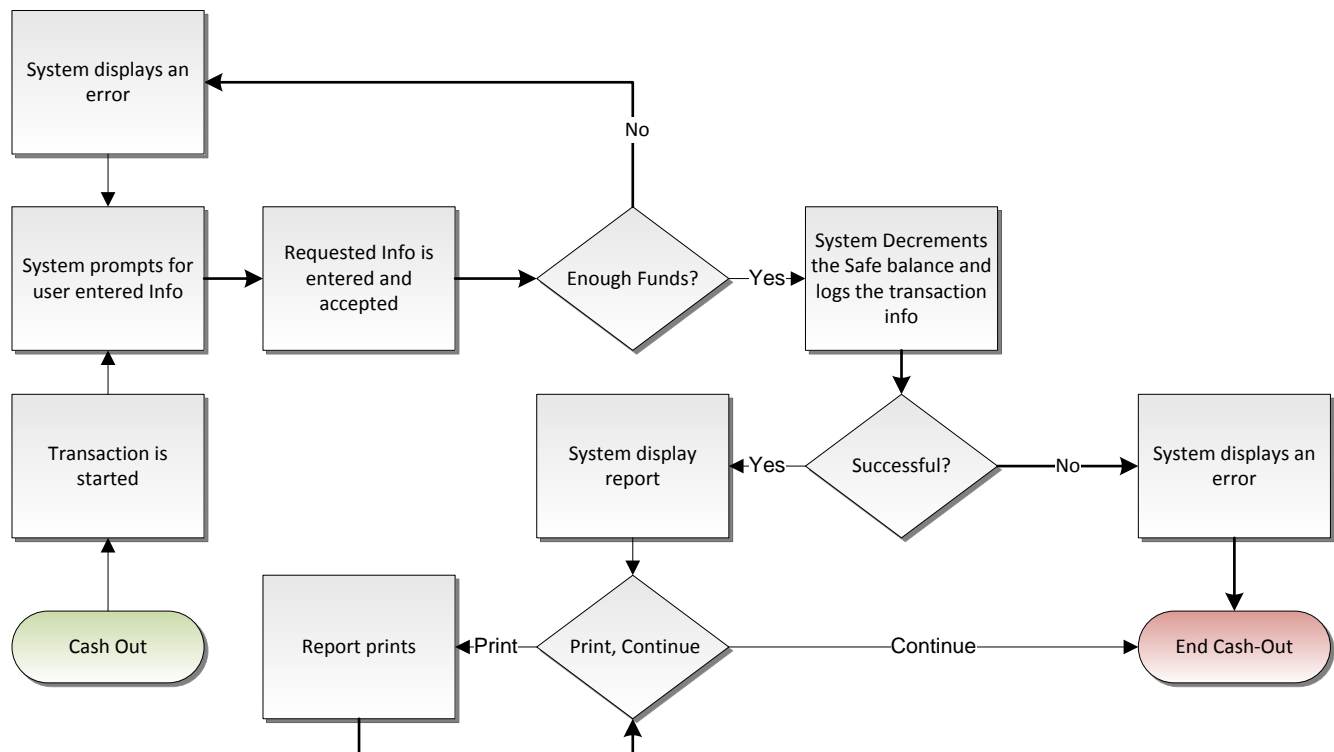 System displays an
error
No
System prompts for
user entered Info
Requested Info is
entered and
accepted
Enough Funds?
Yes
System Decrements
the Safe balance and
logs the transaction
info
Transaction is
started
System display
report
Yes
Successful?
No
System displays an
error
Cash Out
Report prints
Print
Print, Continue
Continue
End Cash-Out